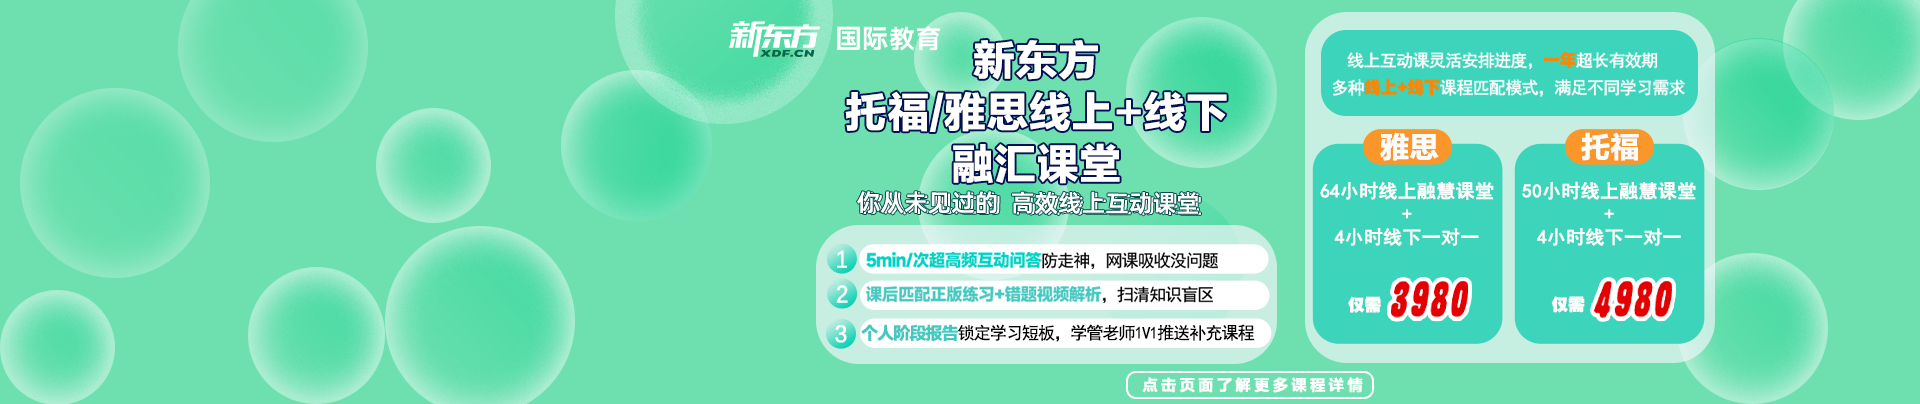 新东方 XDF.CN 国际教育
新东方
托福/雅思线上+线下
融汇课堂
你从未见过的 高效线上互动课堂
1 5min/次超高频互动问答防走神，网课吸收没问题
2 课后匹配正版练习+错题视频解析，扫清知识盲区
3 个人阶段报告锁定学习短板，学管老师1V1推送补充课程
线上互动课灵活安排进度，一年超长有效期
多种线上+线下课程匹配模式，满足不同学习需求
雅思
64小时线上融慧课堂
+
4小时线下一对一
仅需 3980
托福
50小时线上融慧课堂
+
4小时线下一对一
仅需 4980
点击页面了解更多课程详情